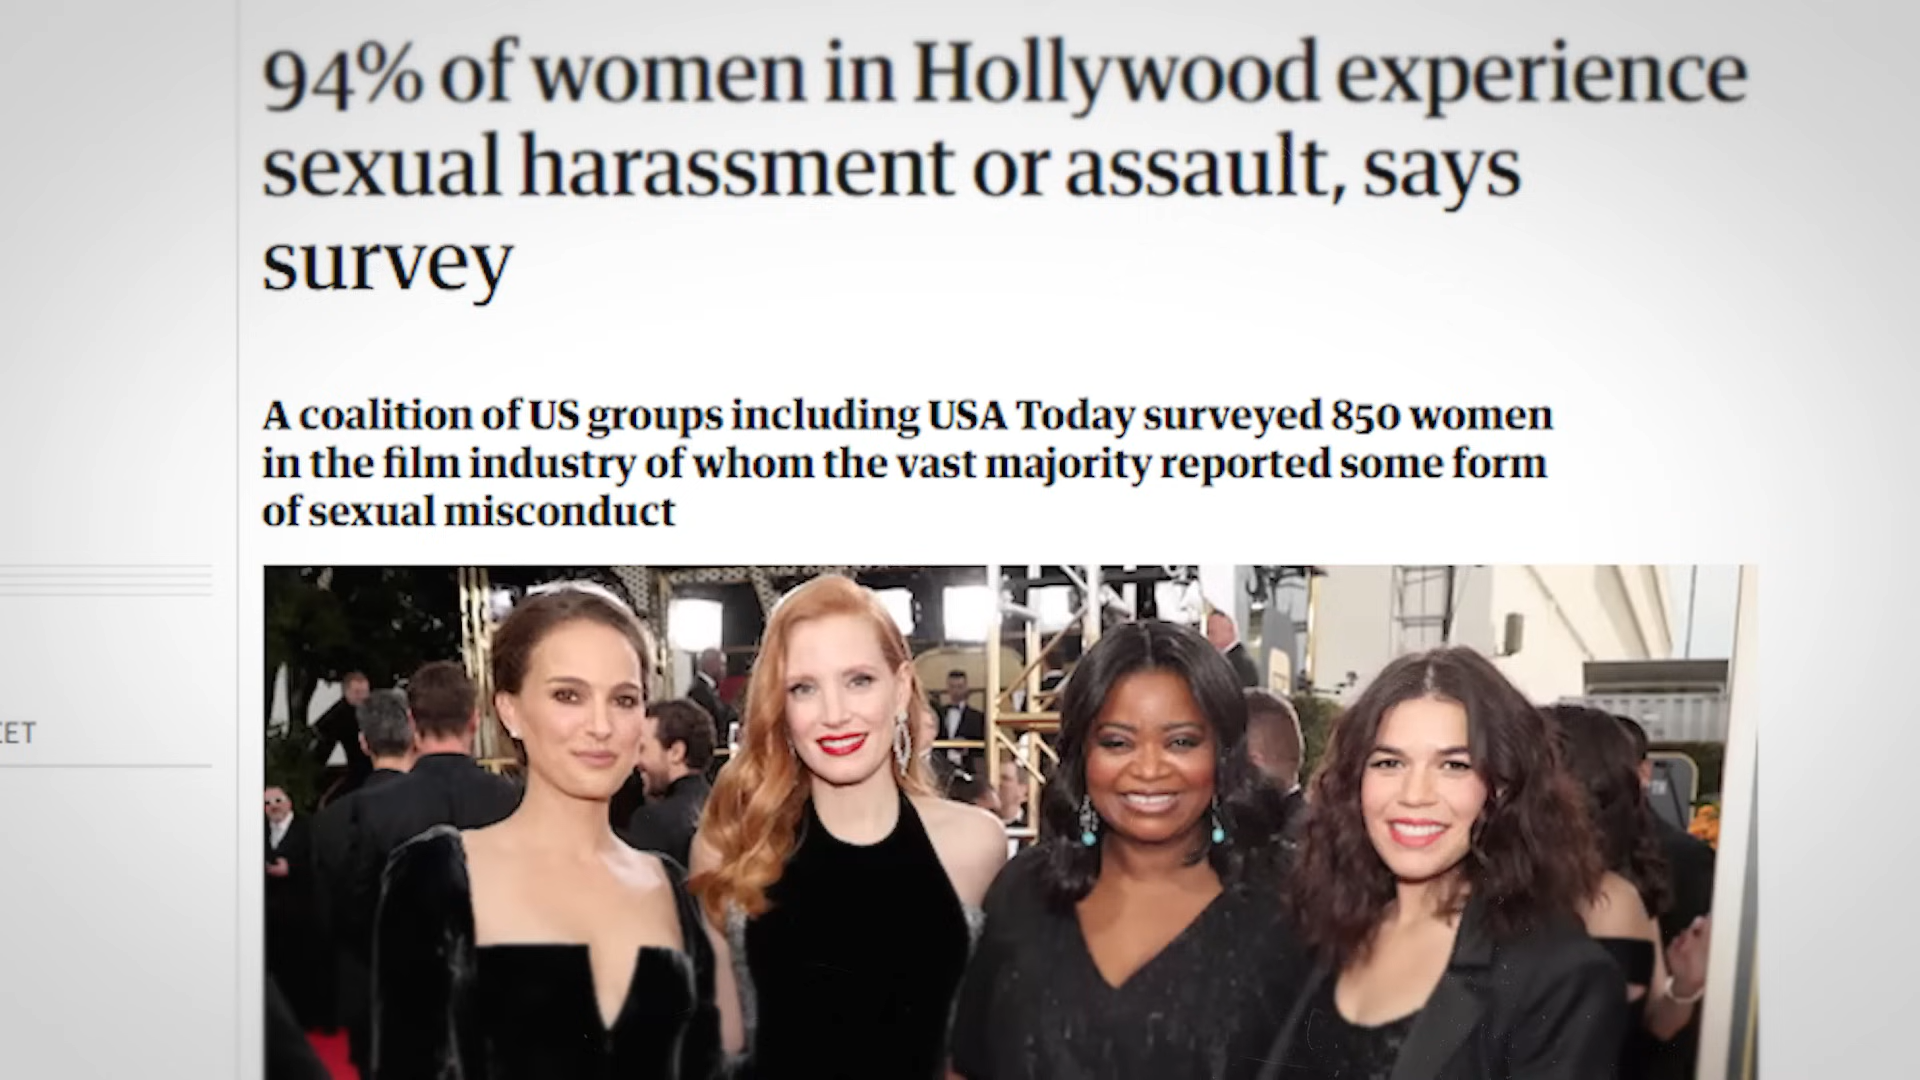 94% of women in Hollywood experience
sexual harassment or assault, says
survey
A coalition of US groups including USA Today surveyed 850 women
in the film industry of whom the vast majority reported some form
of sexual misconduct